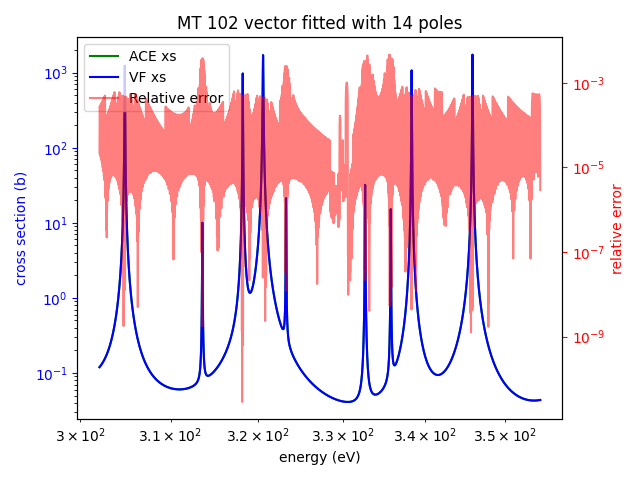 MT 102 vector fitted with 14 poles
ACE xs
VF xs
Relative error
10³
10²
10¹
10⁰
10⁻¹
cross section (b)
10⁻³
10⁻⁵
10⁻⁷
10⁻⁹
relative error
3 × 10² 3.1 × 10² 3.2 × 10² 3.3 × 10² 3.4 × 10² 3.5 × 10²
energy (eV)